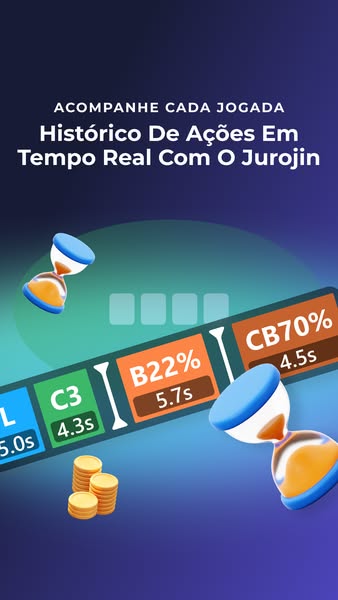 ACOMPANHE CADA JOGADA
Histórico De Ações Em
Tempo Real Com O Jurojin
L
5.0s
C3
4.3s
B22%
5.7s
CB70%
4.5s